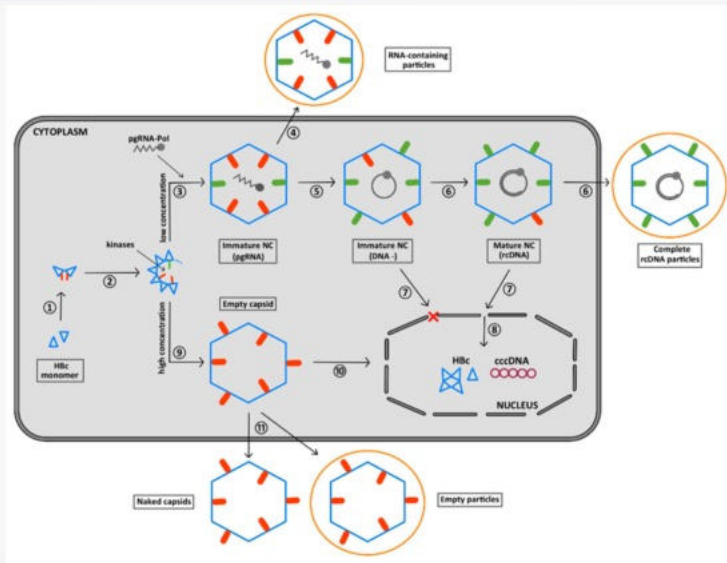 RNA-containing
particles
CYTOPLASM
pgRNA-Pol
④
low concentration
③
⑤
⑥
⑥
kinases
Immature NC
(pgRNA)
Immature NC
(DNA -)
Mature NC
(rcDNA)
Complete
rcDNA particles
①
②
⑦
⑦
HBc
monomer
high concentration
⑨
Empty capsid
⑩
⑧
HBc
cccDNA
NUCLEUS
⑪
Naked capsids
Empty particles